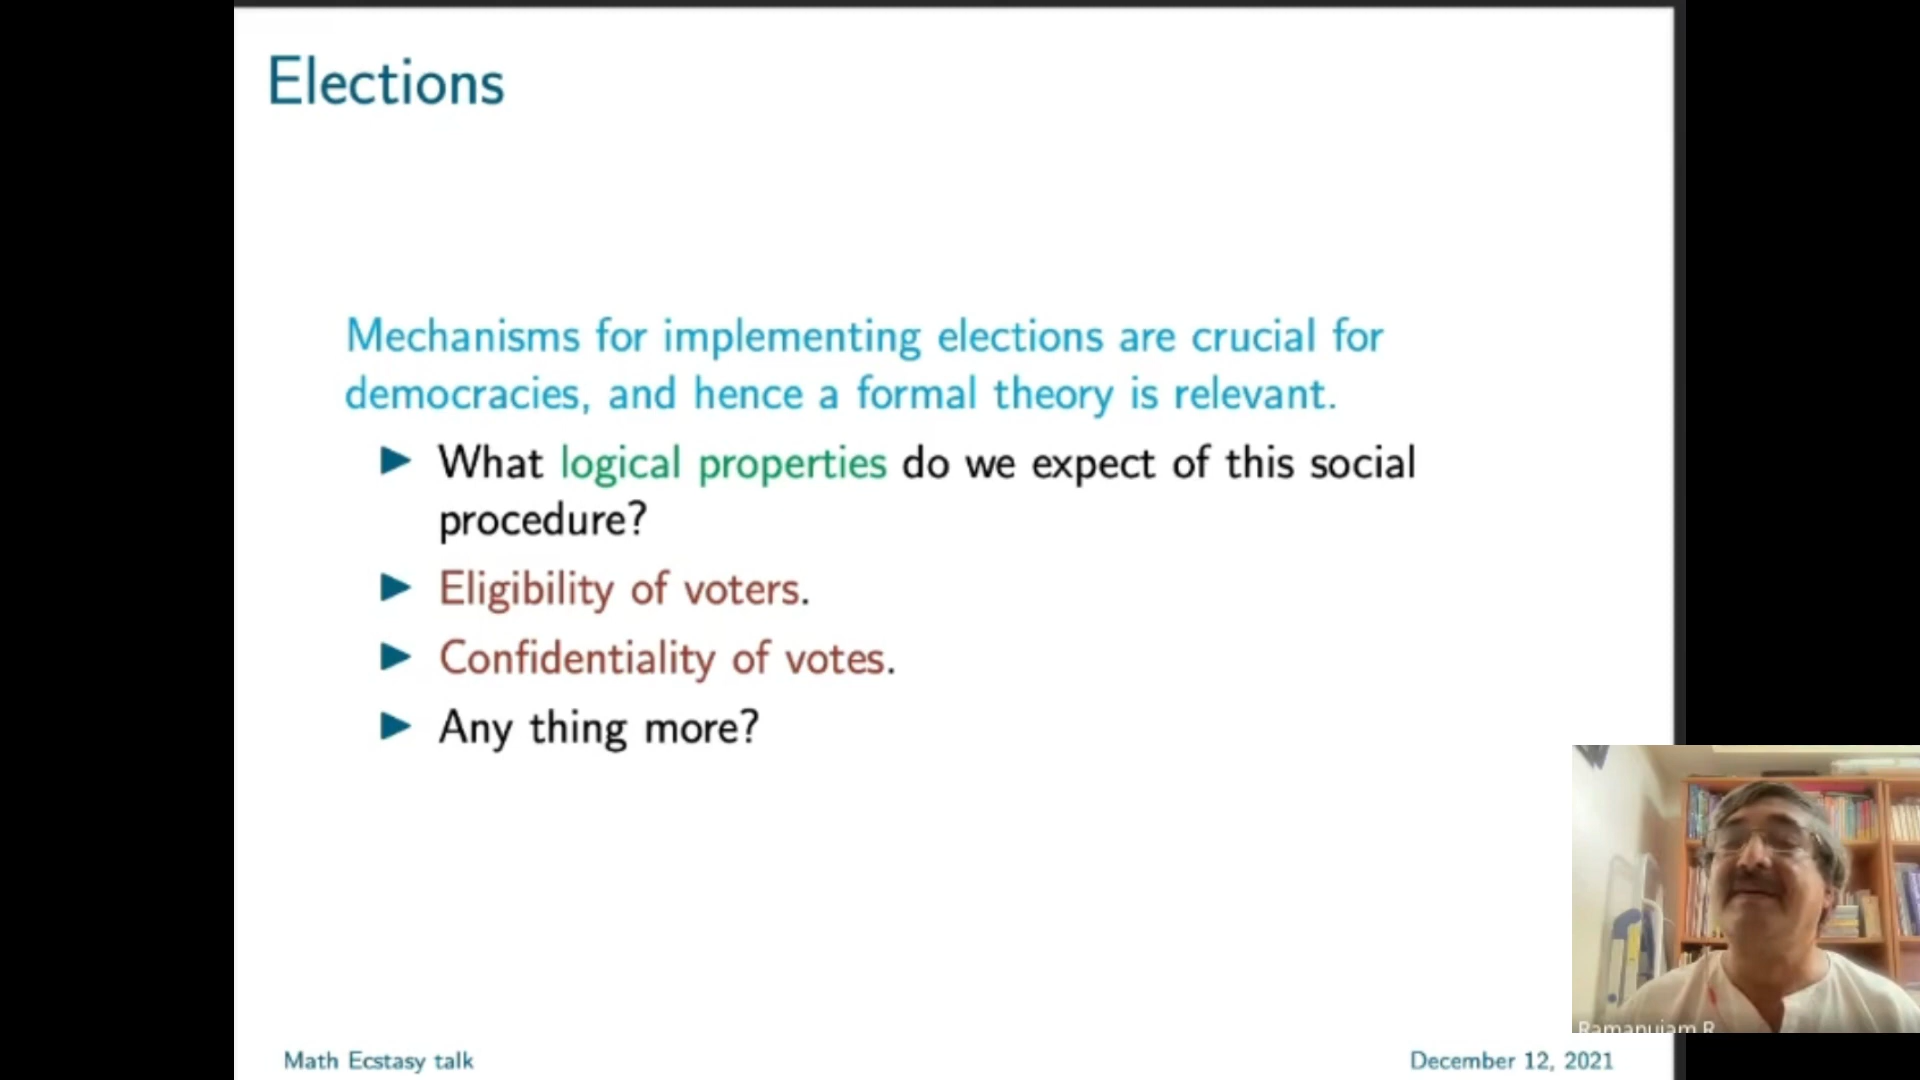 Elections
Mechanisms for implementing elections are crucial for
democracies, and hence a formal theory is relevant.
What logical properties do we expect of this social
procedure?
Eligibility of voters.
Confidentiality of votes.
Any thing more?
Ramanujam R
Math Ecstasy talk
December 12, 2021